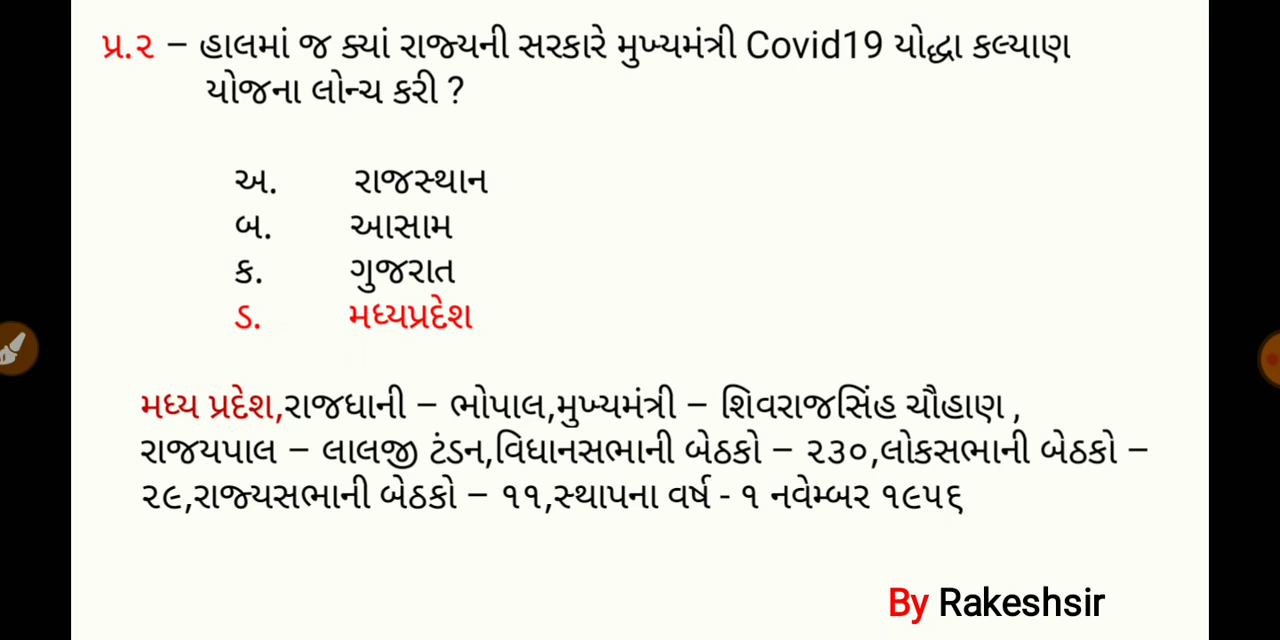 પ્ર.૨ – હાલમાં જ ક્યાં રાજ્યની સરકારે મુખ્યમંત્રી Covid19 યોદ્ધા કલ્યાણ
યોજના લોન્ચ કરી ?
અ. રાજસ્થાન
બ. આસામ
ક. ગુજરાત
ડ. મધ્યપ્રદેશ
મધ્ય પ્રદેશ,રાજધાની – ભોપાલ,મુખ્યમંત્રી – શિવરાજસિંહ ચૌહાણ ,
રાજયપાલ – લાલજી ટંડન,વિધાનસભાની બેઠકો – ૨૩૦,લોકસભાની બેઠકો –
૨૯,રાજ્યસભાની બેઠકો – ૧૧,સ્થાપના વર્ષ - ૧ નવેમ્બર ૧૯૫૬
By Rakeshsir